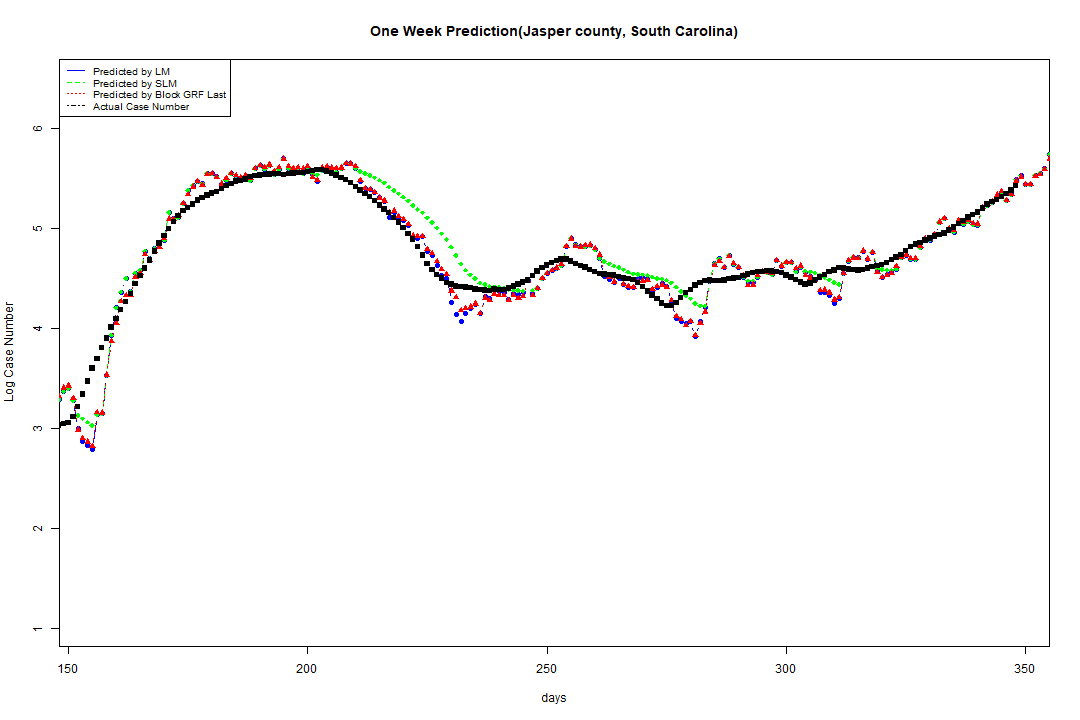 One Week Prediction(Jasper county, South Carolina)
Predicted by LM
Predicted by SLM
Predicted by Block GRF Last
Actual Case Number
6
5
4
3
2
1
Log Case Number
150 200 250 300 350
days